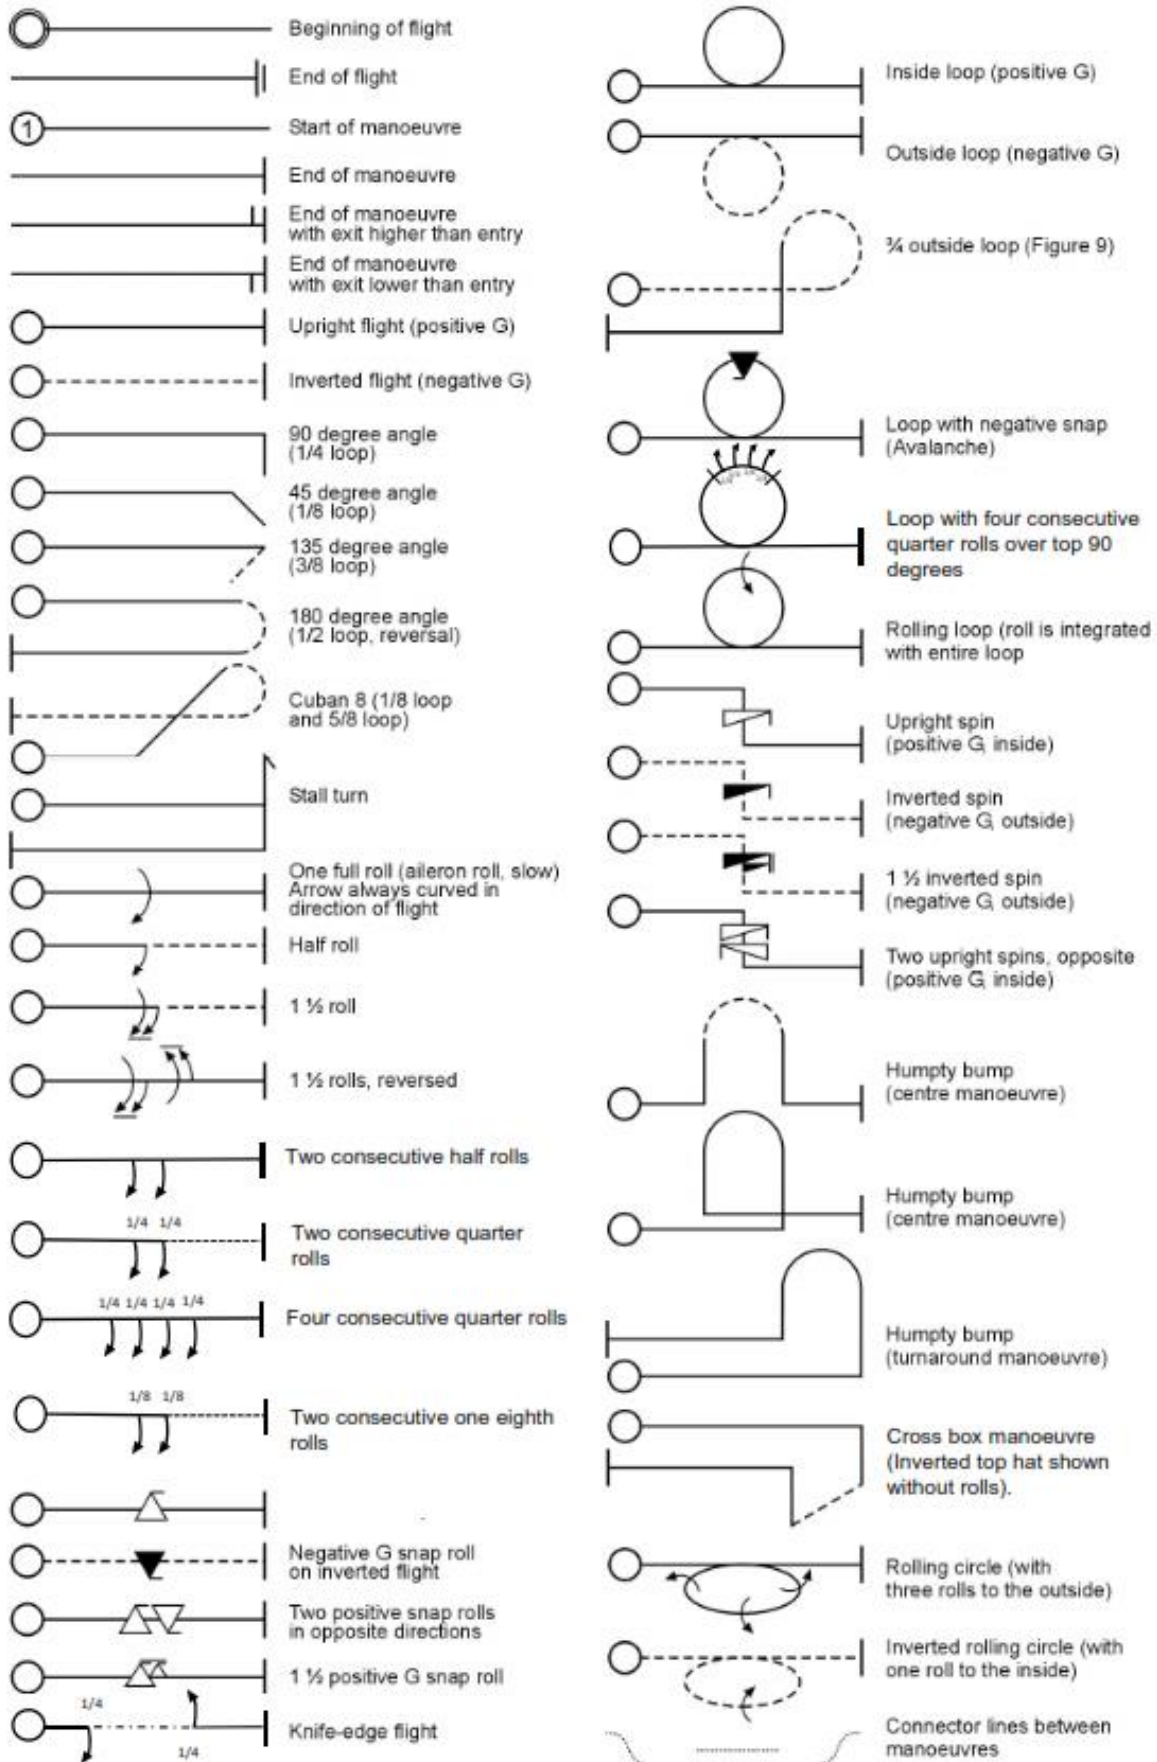 Beginning of flight
End of flight
1
Start of manoeuvre
End of manoeuvre
End of manoeuvre
with exit higher than entry
End of manoeuvre
with exit lower than entry
Upright flight (positive G)
Inverted flight (negative G)
90 degree angle
(1/4 loop)
45 degree angle
(1/8 loop)
135 degree angle
(3/8 loop)
180 degree angle
(1/2 loop, reversal)
Cuban 8 (1/8 loop
and 5/8 loop)
Stall turn
One full roll (aileron roll, slow)
Arrow always curved in
direction of flight
Half roll
1 ½ roll
1 ½ rolls, reversed
Two consecutive half rolls
1/4 1/4
Two consecutive quarter
rolls
1/4 1/4 1/4 1/4
Four consecutive quarter rolls
1/8 1/8
Two consecutive one eighth
rolls
Negative G snap roll
on inverted flight
Two positive snap rolls
in opposite directions
1 ½ positive G snap roll
1/4
Knife-edge flight
1/4
Inside loop (positive G)
Outside loop (negative G)
¾ outside loop (Figure 9)
Loop with negative snap
(Avalanche)
Loop with four consecutive
quarter rolls over top 90
degrees
Rolling loop (roll is integrated
with entire loop
Upright spin
(positive G, inside)
Inverted spin
(negative G, outside)
1 ½ inverted spin
(negative G, outside)
Two upright spins, opposite
(positive G, inside)
Humpty bump
(centre manoeuvre)
Humpty bump
(centre manoeuvre)
Humpty bump
(turnaround manoeuvre)
Cross box manoeuvre
(Inverted top hat shown
without rolls).
Rolling circle (with
three rolls to the outside)
Inverted rolling circle (with
one roll to the inside)
Connector lines between
manoeuvres